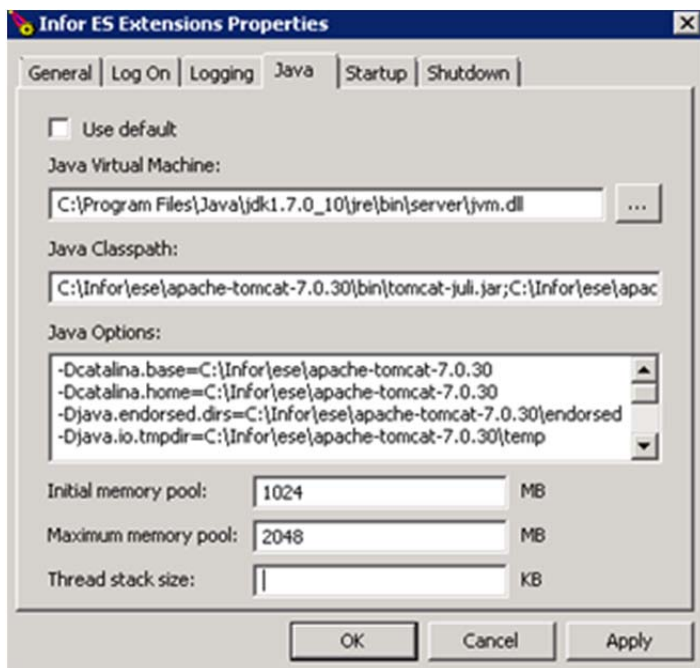 Infor ES Extensions Properties
General Log On Logging Java Startup Shutdown
Use default
Java Virtual Machine:
C:\Program Files\Java\jdk1.7.0_10\jre\bin\server\jvm.dll
...
Java Classpath:
C:\Infor\ese\apache-tomcat-7.0.30\bin\tomcat-juli.jar;C:\Infor\ese\apac
Java Options:
-Dcatalina.base=C:\Infor\ese\apache-tomcat-7.0.30
-Dcatalina.home=C:\Infor\ese\apache-tomcat-7.0.30
-Djava.endorsed.dirs=C:\Infor\ese\apache-tomcat-7.0.30\endorsed
-Djava.io.tmpdir=C:\Infor\ese\apache-tomcat-7.0.30\temp
Initial memory pool: 1024 MB
Maximum memory pool: 2048 MB
Thread stack size: KB
OK Cancel Apply